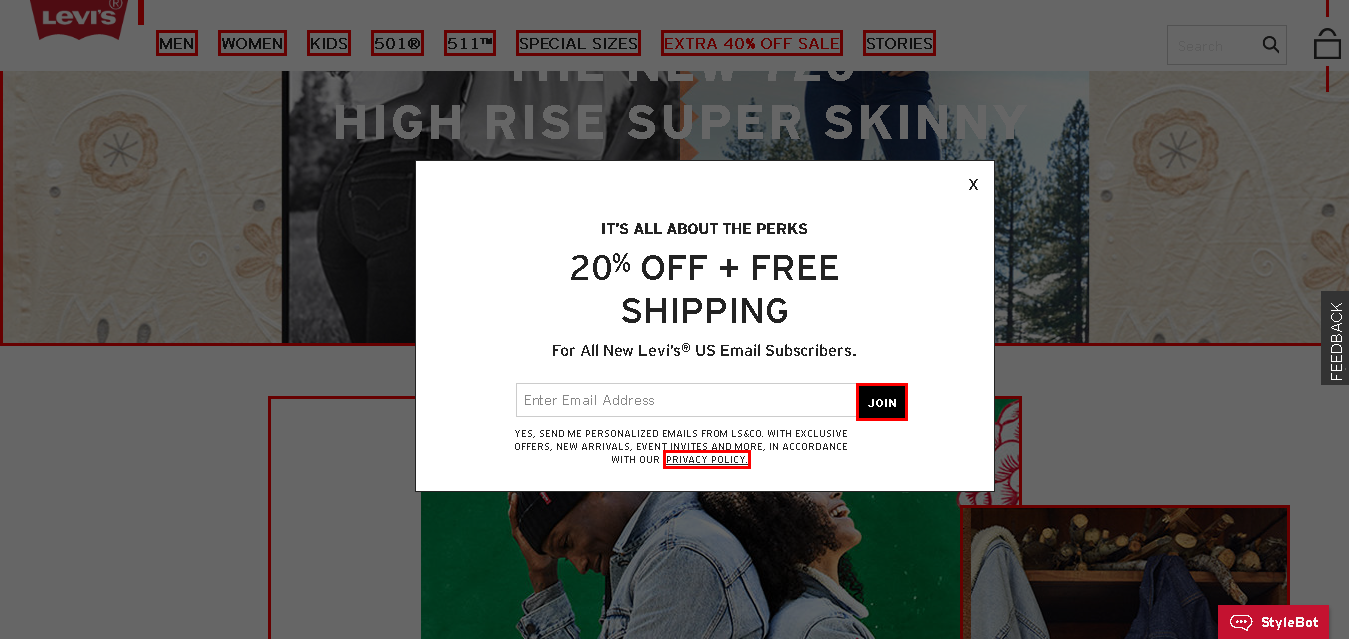 LEVI'S®
MEN WOMEN KIDS 501® 511™ SPECIAL SIZES EXTRA 40% OFF SALE STORIES
Search
THE NEW 720
HIGH RISE SUPER SKINNY
X
IT'S ALL ABOUT THE PERKS
20% OFF + FREE
SHIPPING
For All New Levi's® US Email Subscribers.
Enter Email Address
JOIN
YES, SEND ME PERSONALIZED EMAILS FROM LS&CO. WITH EXCLUSIVE
OFFERS, NEW ARRIVALS, EVENT INVITES AND MORE, IN ACCORDANCE
WITH OUR PRIVACY POLICY.
FEEDBACK
StyleBot